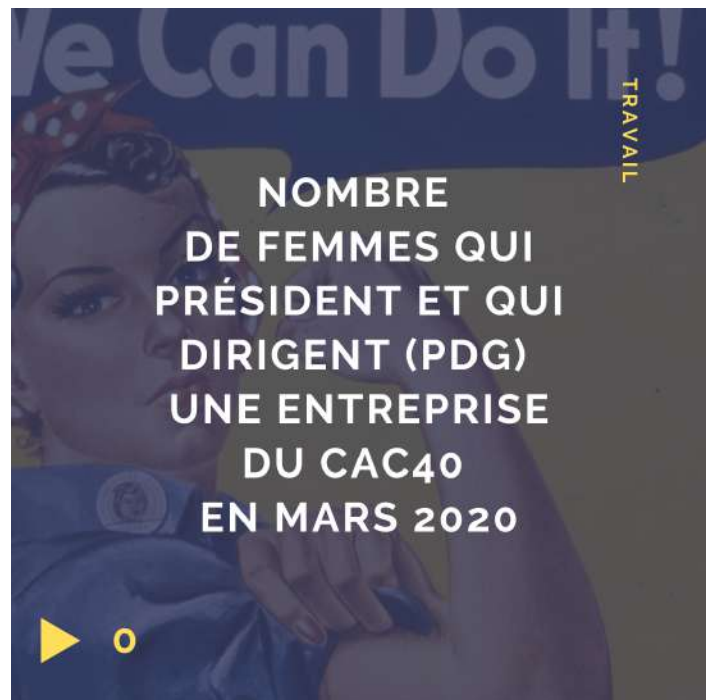 We Can Do It!
TRAVAIL
NOMBRE
DE FEMMES QUI
PRÉSIDENT ET QUI
DIRIGENT (PDG)
UNE ENTREPRISE
DU CAC40
EN MARS 2020
0